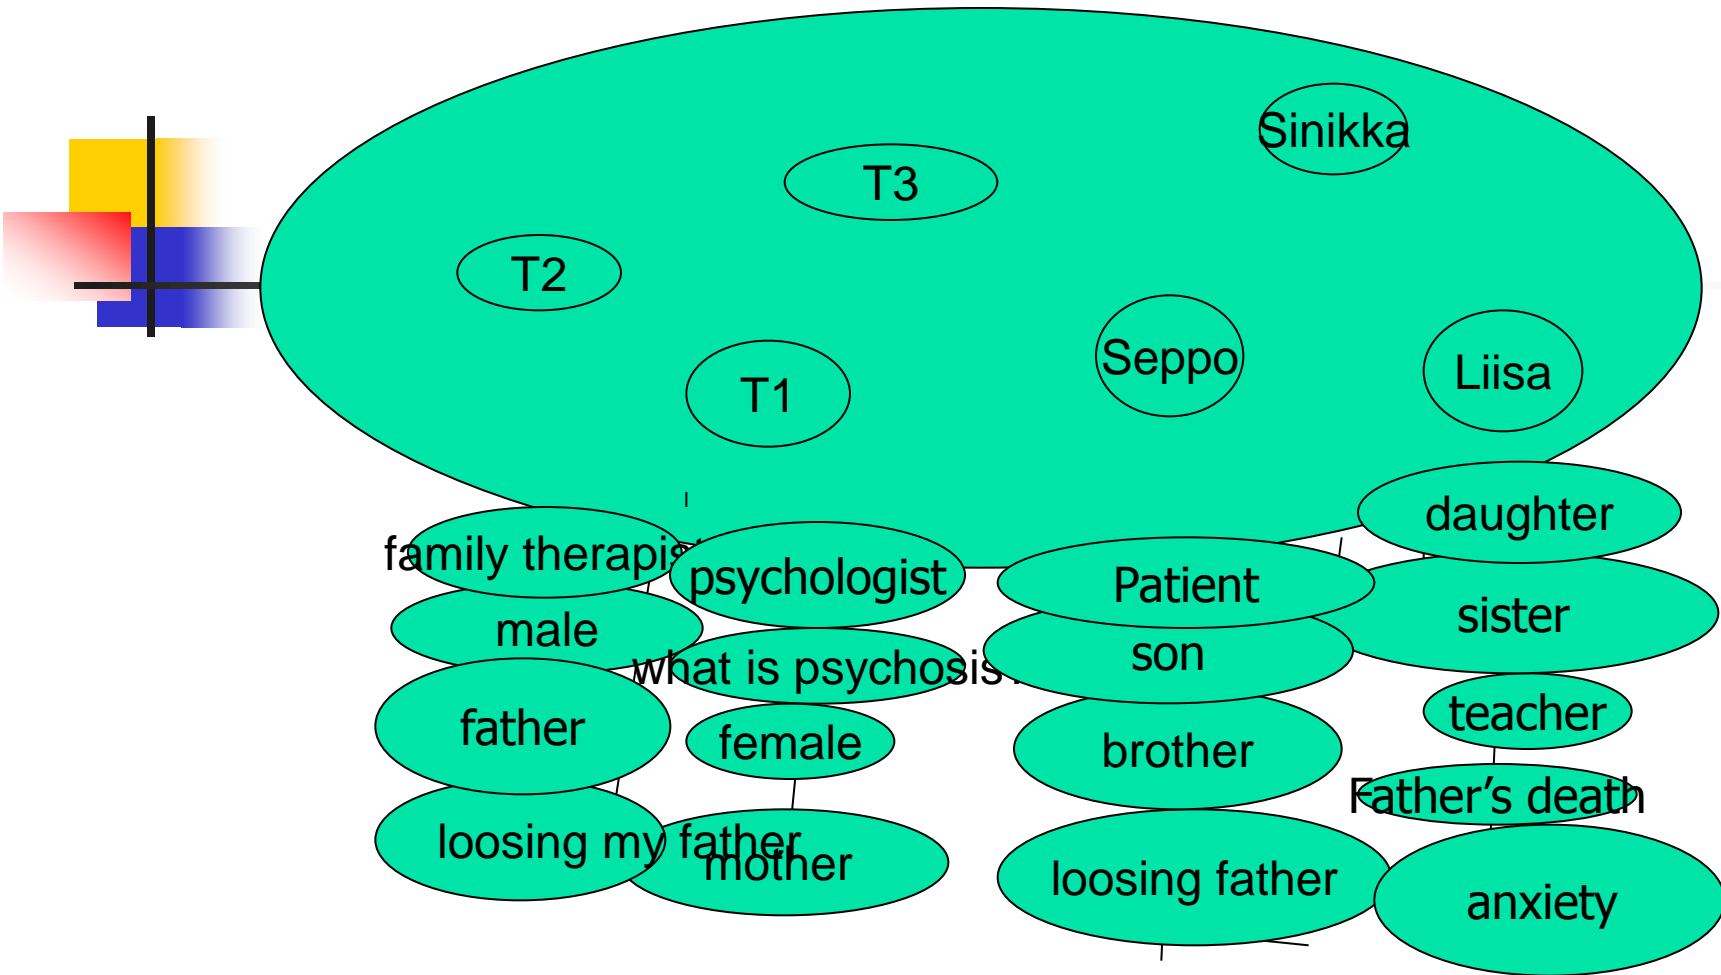 Sinikka
T3
T2
Seppo
Liisa
T1
family therapist
male
father
loosing my father
psychologist
what is psychosis?
female
mother
Patient
son
brother
loosing father
daughter
sister
teacher
Father’s death
anxiety